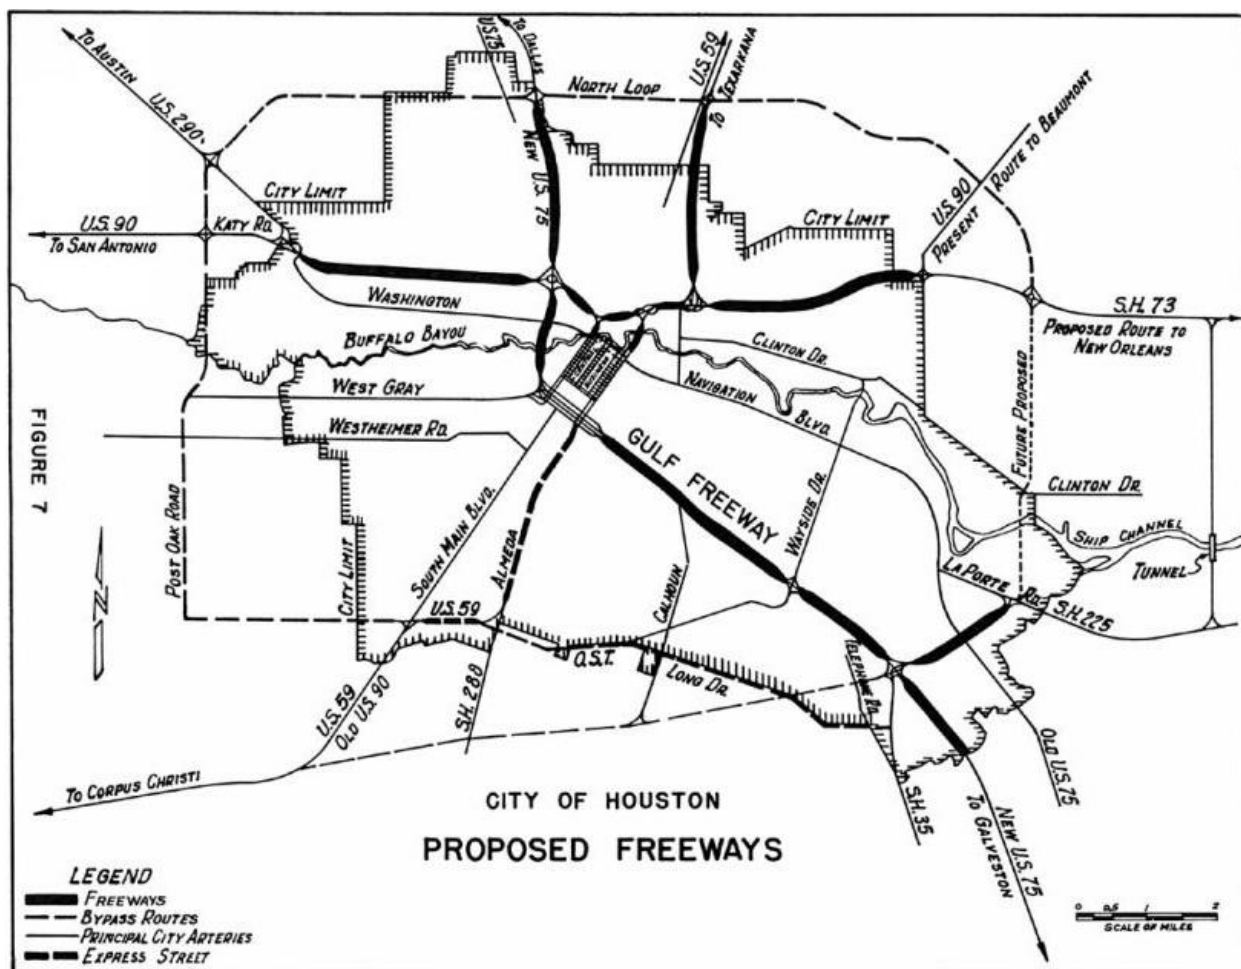 TO AUSTIN
U.S. 290
U.S. 75
TO DALLAS
NORTH LOOP
U.S. 59
TO TEXARKANA
NEW U.S. 75
CITY LIMIT
CITY LIMIT
U.S. 90
PRESENT ROUTE TO BEAUMONT
U.S. 90
TO SAN ANTONIO
KATY RD.
WASHINGTON
BUFFALO BAYOU
WEST GRAY
WESTHEIMER RD.
S.H. 73
PROPOSED ROUTE TO
NEW ORLEANS
CLINTON DR.
NAVIGATION BLVD.
FUTURE PROPOSED
CLINTON DR.
SHIP CHANNEL
TUNNEL
GULF FREEWAY
WAYSIDE DR.
LA PORTE RD.
S.H. 225
FIGURE 7
N
POST OAK ROAD
CITY LIMIT
SOUTH MAIN BLVD.
ALMEDA
CALHOUN
U.S. 59
O.S.T.
LONG DR.
TELEPHONE RD.
U.S. 59
OLD U.S. 90
S.H. 288
OLD U.S. 75
S.H. 35
NEW U.S. 75
TO GALVESTON
TO CORPUS CHRISTI
CITY OF HOUSTON
PROPOSED FREEWAYS
LEGEND
FREEWAYS
BYPASS ROUTES
PRINCIPAL CITY ARTERIES
EXPRESS STREET
0 0.5 1 2
SCALE OF MILES